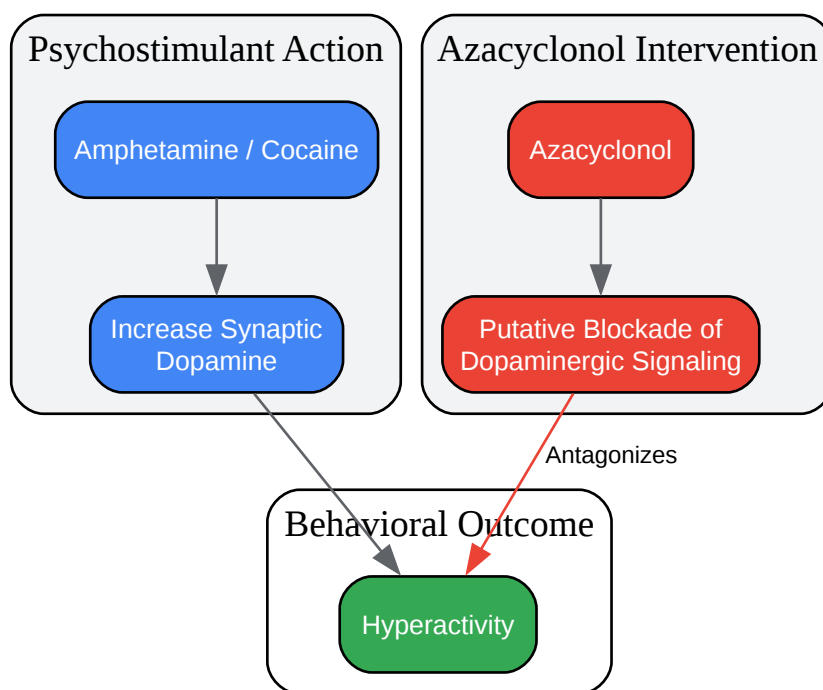 Psychostimulant Action
Azacyclonol Intervention
Amphetamine / Cocaine
Azacyclonol
Increase Synaptic
Dopamine
Putative Blockade of
Dopaminergic Signaling
Antagonizes
Behavioral Outcome
Hyperactivity